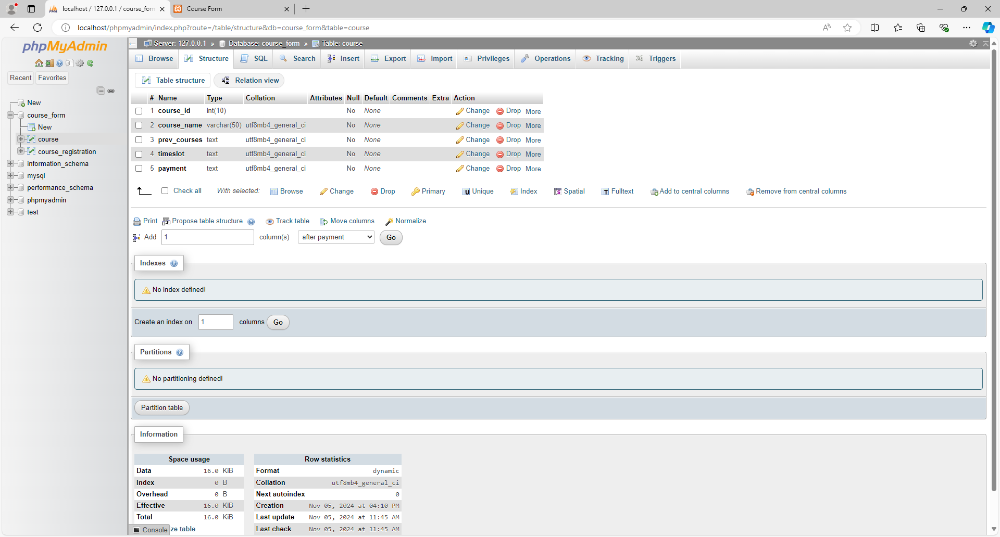 localhost / 127.0.0.1 / course_form
Course Form
localhost/phpmyadmin/index.php?route=/table/structure&db=course_form&table=course
phpMyAdmin
Recent Favorites
New
course_form
New
course
course_registration
information_schema
mysql
performance_schema
phpmyadmin
test
Server: 127.0.0.1 » Database: course_form » Table: course
Browse Structure SQL Search Insert Export Import Privileges Operations Tracking Triggers
Table structure Relation view
# Name Type Collation Attributes Null Default Comments Extra Action
1 course_id int(10) No None Change Drop More
2 course_name varchar(50) utf8mb4_general_ci No None Change Drop More
3 prev_courses text utf8mb4_general_ci No None Change Drop More
4 timeslot text utf8mb4_general_ci No None Change Drop More
5 payment text utf8mb4_general_ci No None Change Drop More
Check all With selected: Browse Change Drop Primary Unique Index Spatial Fulltext Add to central columns Remove from central columns
Print Propose table structure Track table Move columns Normalize
Add 1 column(s) after payment Go
Indexes
No index defined!
Create an index on 1 columns Go
Partitions
No partitioning defined!
Partition table
Information
Space usage
Data 16.0 KiB
Index 0 B
Overhead 0 B
Effective 16.0 KiB
Total 16.0 KiB
ze table
Row statistics
Format dynamic
Collation utf8mb4_general_ci
Next autoindex 0
Creation Nov 05, 2024 at 04:10 PM
Last update Nov 05, 2024 at 11:45 AM
Last check Nov 05, 2024 at 11:45 AM
Console